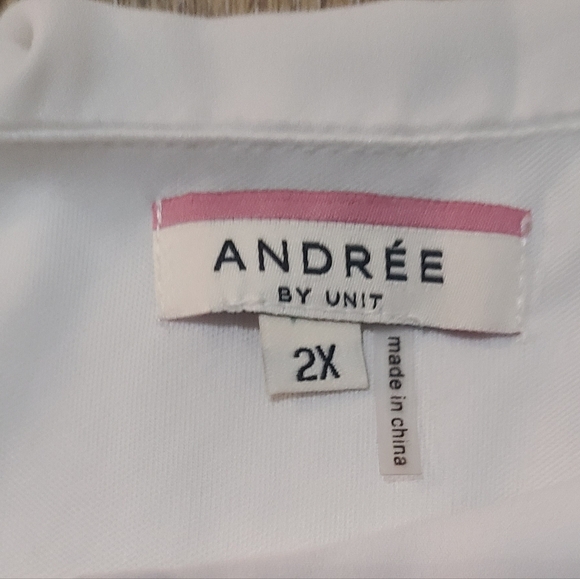 ANDRÉE
BY UNIT
2X
made in china